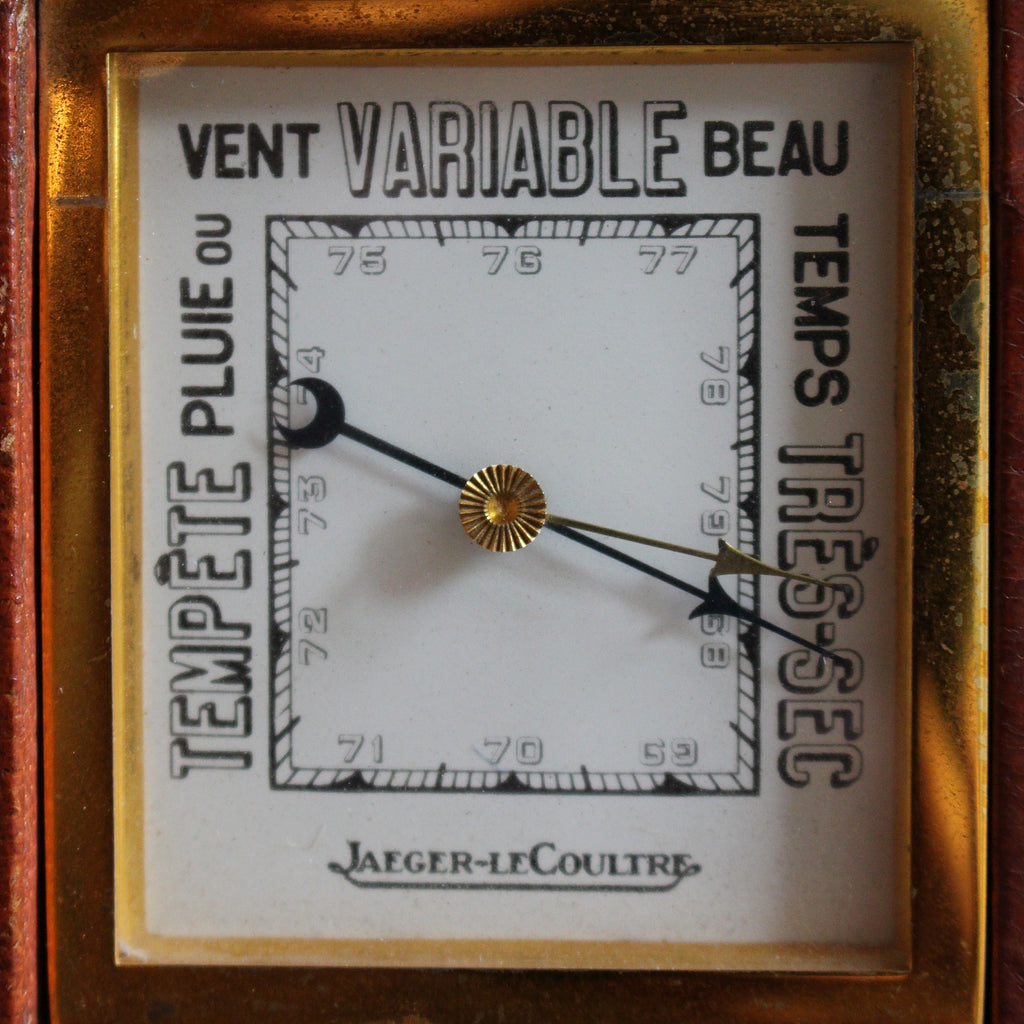 TEMPÊTE
PLUIE OU
VENT
VARIABLE
BEAU
TEMPS
TRÈS-SEC
75 76 77
74
78
73
79
72
68
71 70 69
JAEGER-LECOULTRE